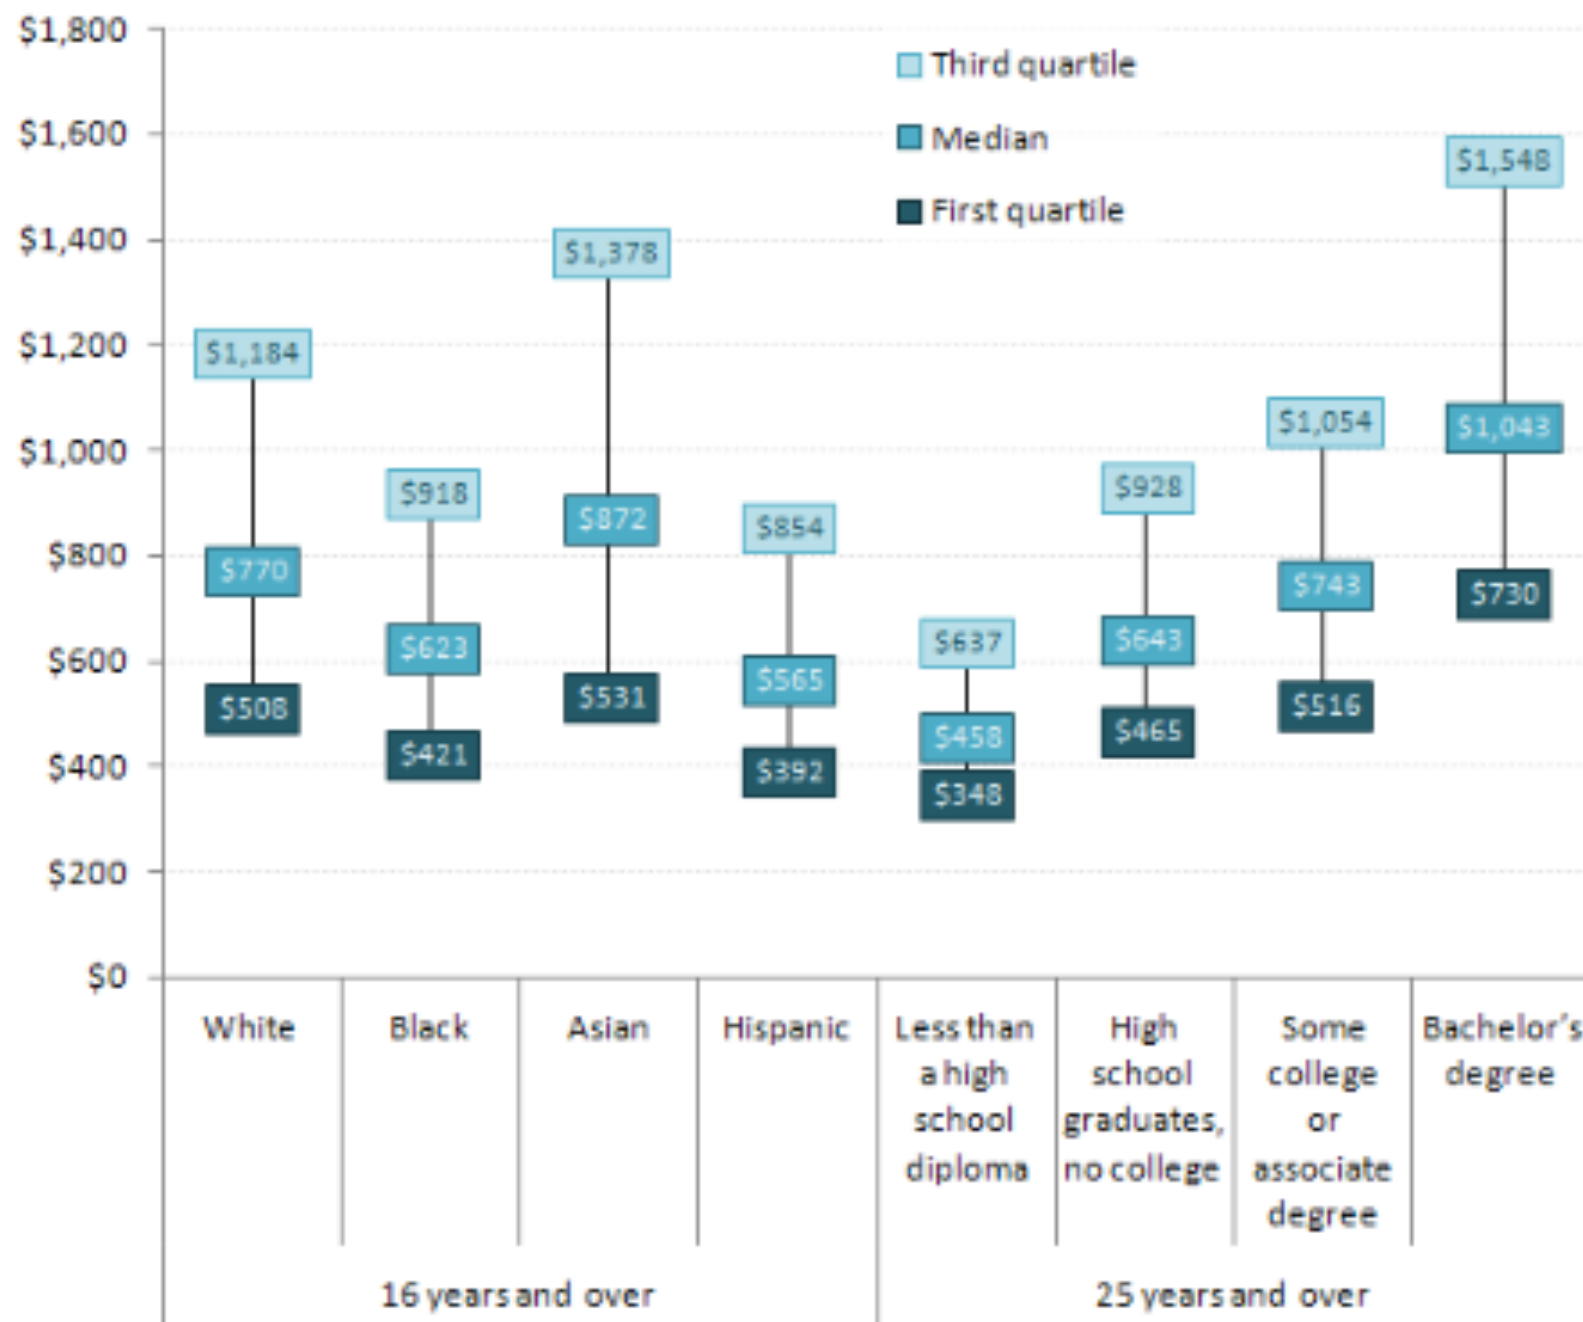 $1,800
$1,600
$1,400
$1,200
$1,000
$800
$600
$400
$200
$0
Third quartile
Median
First quartile
$1,184
$770
$508
$918
$623
$421
$1,378
$872
$531
$854
$565
$392
$637
$458
$348
$928
$643
$465
$1,054
$743
$516
$1,548
$1,043
$730
White
Black
Asian
Hispanic
Less than
a high
school
diploma
High
school
graduates,
no college
Some
college
or
associate
degree
Bachelor's
degree
16 years and over
25 years and over